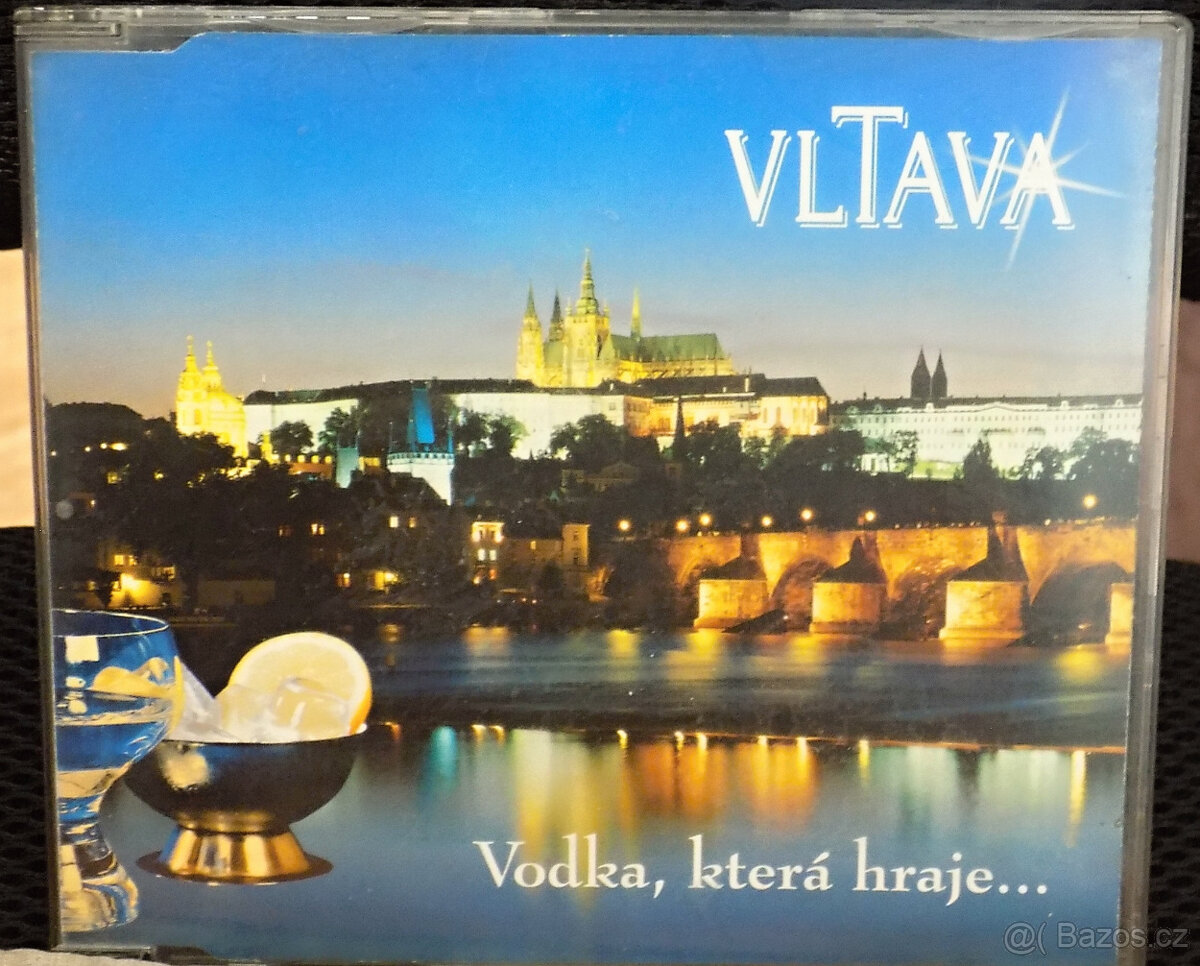 VLTAVA
Vodka, která hraje...
@( Bazos.cz